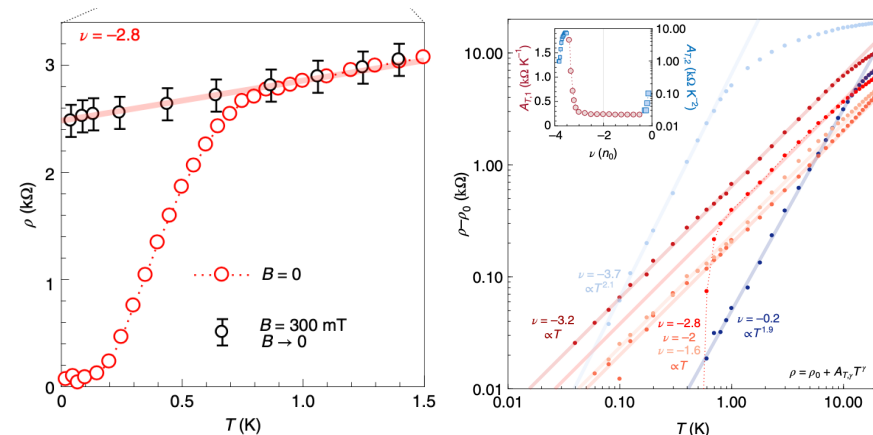 ν = −2.8
3
2
1
0
ρ (kΩ)
0
0.5
1.0
1.5
T (K)
B = 0
B = 300 mT
B → 0
10.00
1.00
0.10
0.01
ρ–ρ₀ (kΩ)
0.01
0.10
1.00
10.00
T (K)
1.5
1
0.5
0
A_T,1 (kΩ K⁻¹)
10.00
1.00
0.10
0.01
A_T,2 (kΩ K⁻²)
−4
−2
0
ν (n₀)
ν = −3.7
∝T²·¹
ν = −3.2
∝T
ν = −2.8
ν = −2
ν = −1.6
∝T
ν = −0.2
∝T¹·⁹
ρ = ρ₀ + A_T,γ T^γ